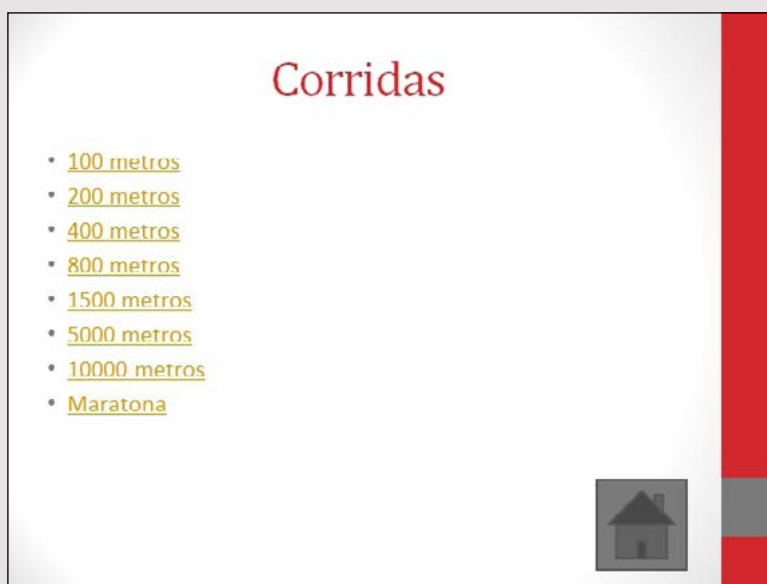 Corridas
• 100 metros
• 200 metros
• 400 metros
• 800 metros
• 1500 metros
• 5000 metros
• 10000 metros
• Maratona